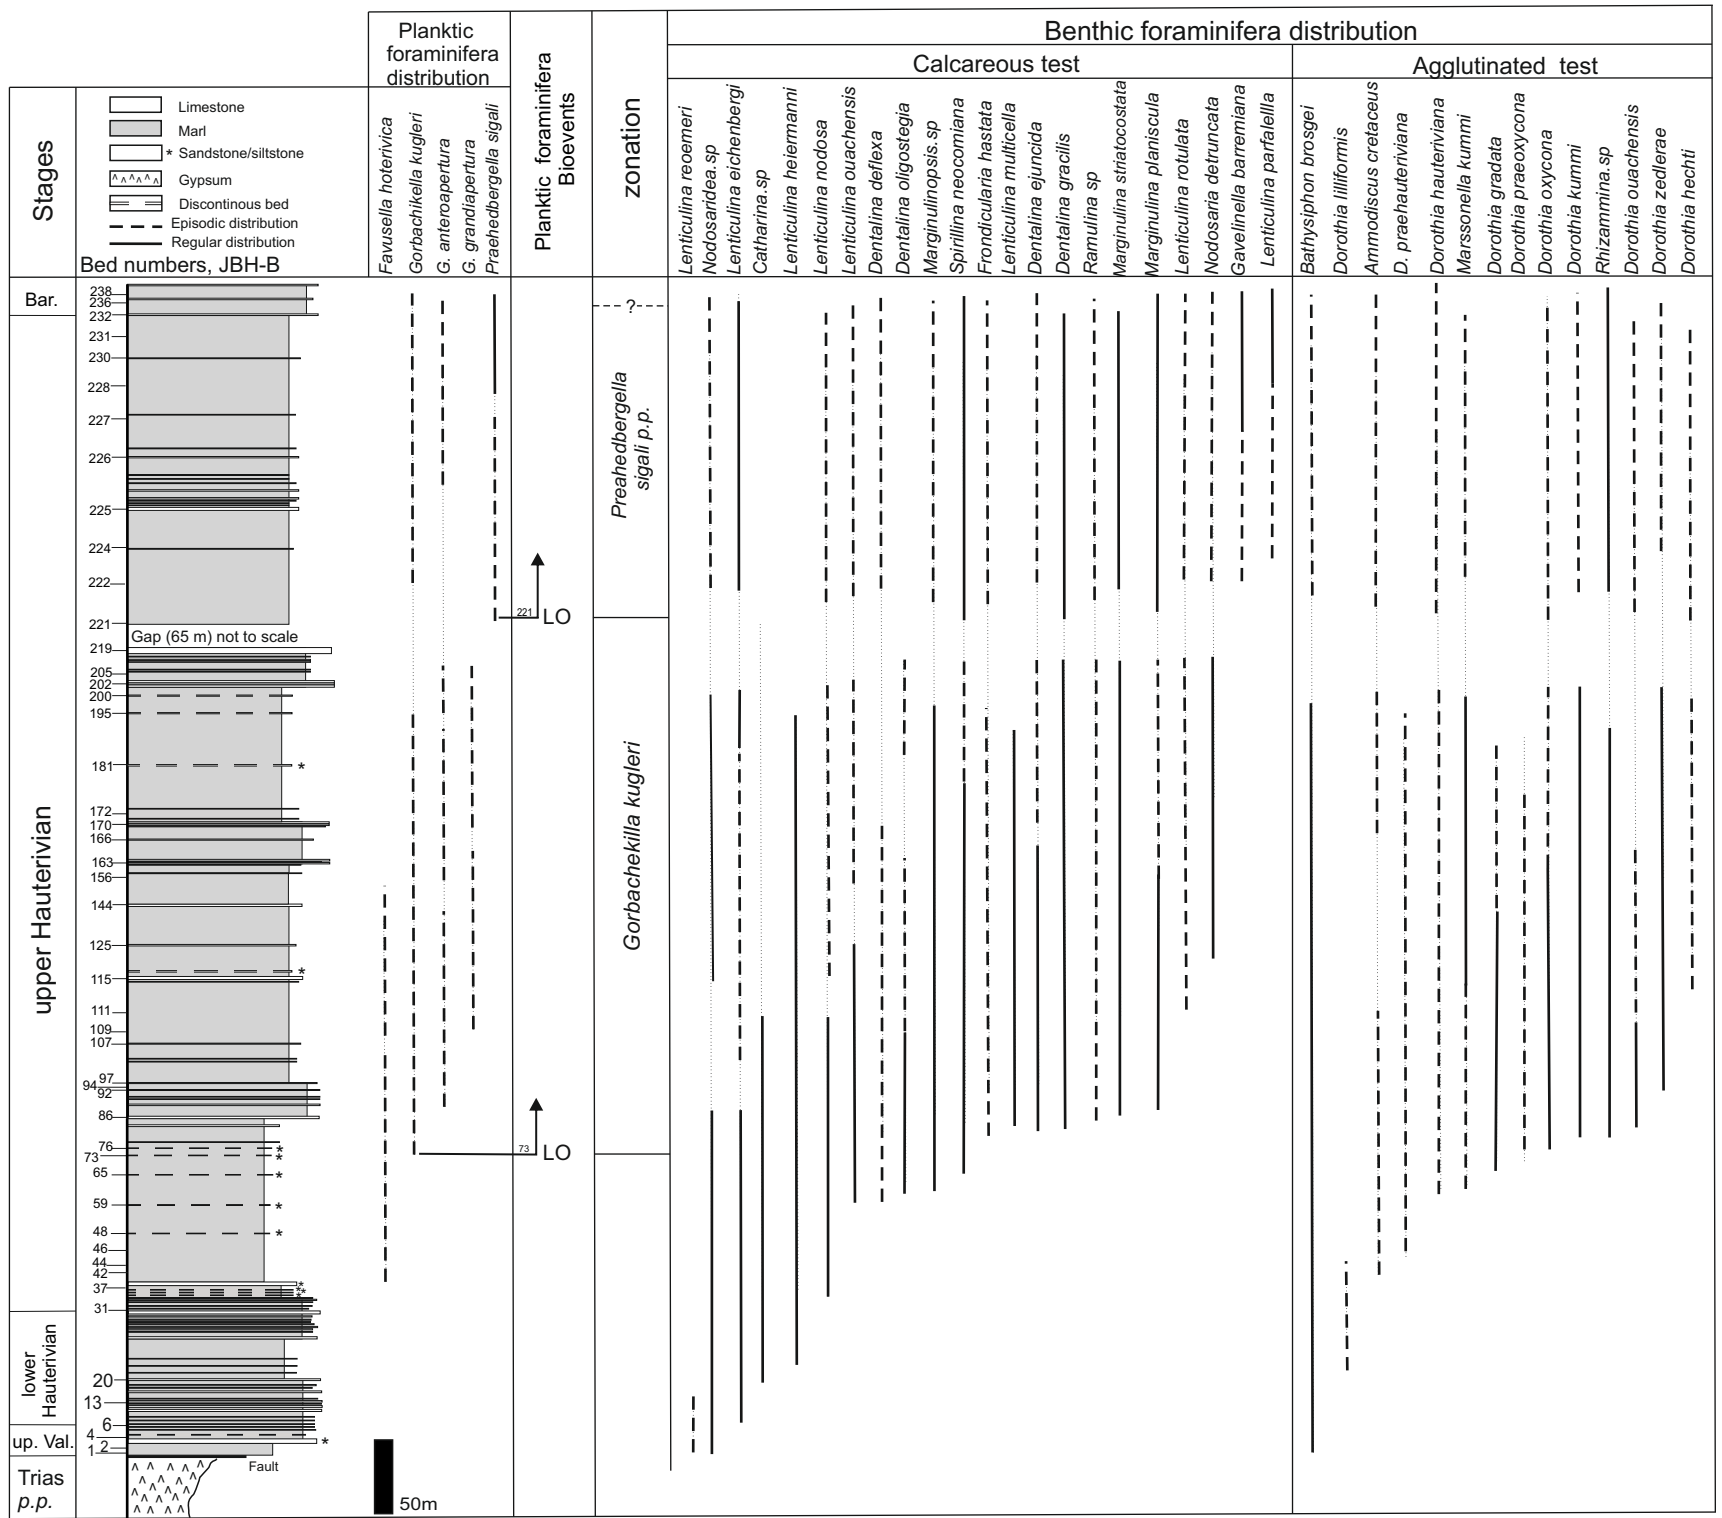 Planktic
foraminifera
distribution
Planktic foraminifera
Bioevents
zonation
Benthic foraminifera distribution
Calcareous test
Agglutinated test
Stages
Limestone
Marl
* Sandstone/siltstone
Gypsum
Discontinous bed
Episodic distribution
Regular distribution
Bed numbers, JBH-B
Favusella hoterivica
Gorbachikella kugleri
G. anteroapertura
G. grandiapertura
Praehedbergella sigali
Lenticulina reoemeri
Nodosaridea.sp
Lenticulina eichenbergi
Catharina.sp
Lenticulina heiermanni
Lenticulina nodosa
Lenticulina ouachensis
Dentalina deflexa
Dentalina oligostegia
Marginulinopsis.sp
Spirillina neocomiana
Frondicularia hastata
Lenticulina multicella
Dentalina ejuncida
Dentalina gracilis
Ramulina sp
Marginulina striatocostata
Marginulina planiscula
Lenticulina rotulata
Nodosaria detruncata
Gavelinella barremiana
Lenticulina parfalellla
Bathysiphon brosgei
Dorothia lilliformis
Ammodiscus cretaceus
D. praehauteriviana
Dorothia hauteriviana
Marssonella kummi
Dorothia gradata
Dorothia praeoxycona
Dorothia oxycona
Dorothia kummi
Rhizammina.sp
Dorothia ouachensis
Dorothia zedlerae
Dorothia hechti
Bar.
upper Hauterivian
lower
Hauterivian
up. Val.
Trias
p.p.
238
236
232
231
230
228
227
226
225
224
222
221
Gap (65 m) not to scale
219
205
202
200
195
181 *
172
170
166
163
156
144
125
*
115
111
109
107
97
94
92
86
76 *
73 *
65 *
59 *
48 *
46
44
42
37 *
* *
31
20
13
6
4
1 2 *
Fault
50m
221 LO
73 LO
?
Preahedbergella
sigali p.p.
Gorbachekilla kugleri